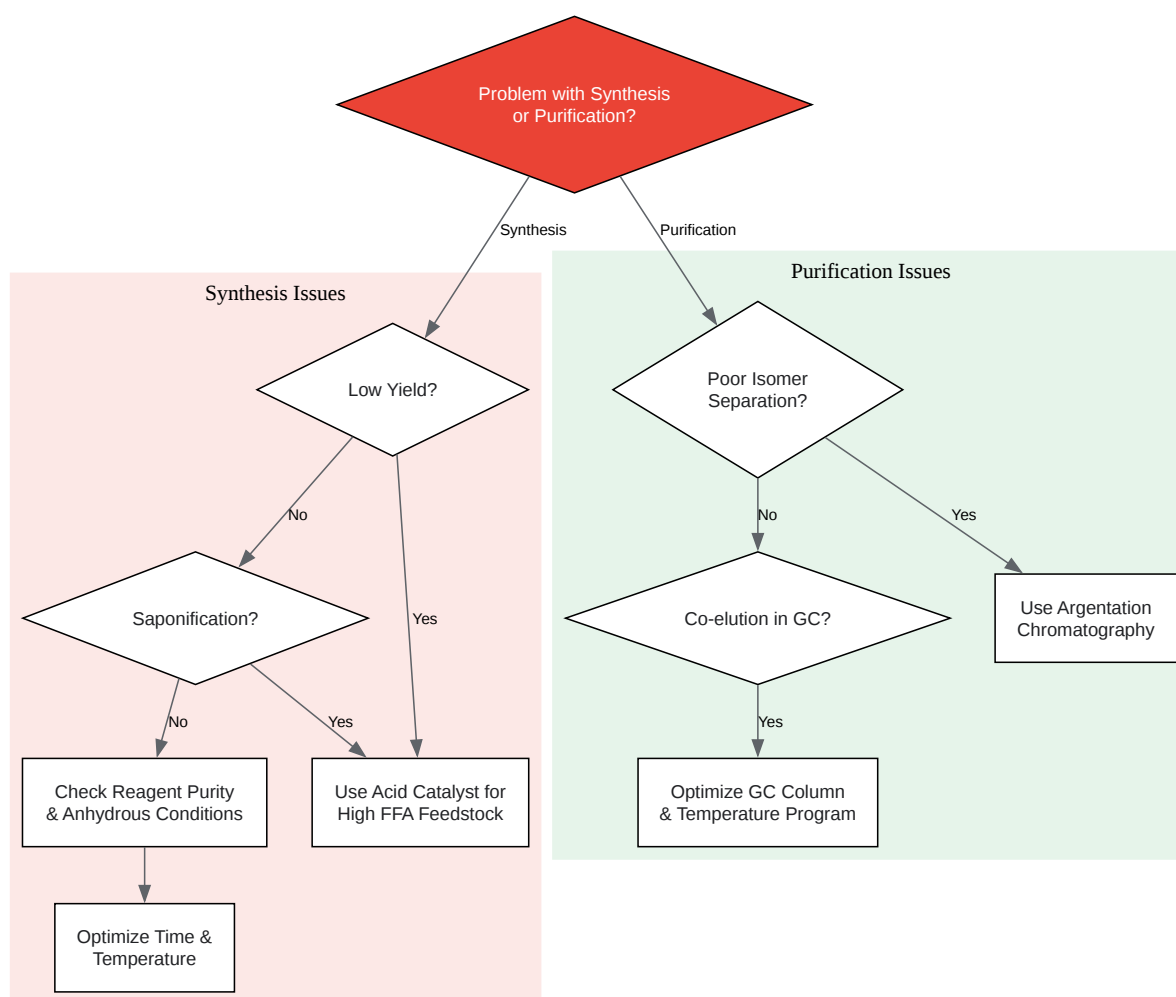 Problem with Synthesis
or Purification?
Synthesis
Purification
Synthesis Issues
Low Yield?
No
Yes
Saponification?
No
Yes
Check Reagent Purity
& Anhydrous Conditions
Use Acid Catalyst for
High FFA Feedstock
Optimize Time &
Temperature
Purification Issues
Poor Isomer
Separation?
No
Yes
Co-elution in GC?
Use Argentation
Chromatography
Yes
Optimize GC Column
& Temperature Program